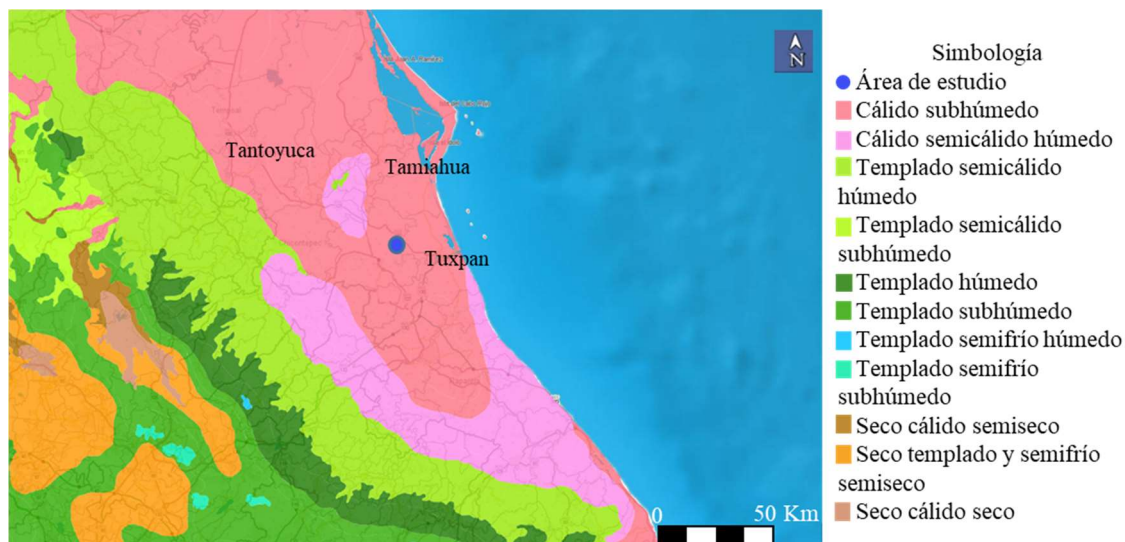 N
Tantoyuca
Tamiahua
Tuxpan
0 50 Km
Simbología
Área de estudio
Cálido subhúmedo
Cálido semicálido húmedo
Templado semicálido
húmedo
Templado semicálido
subhúmedo
Templado húmedo
Templado subhúmedo
Templado semifrío húmedo
Templado semifrío
subhúmedo
Seco cálido semiseco
Seco templado y semifrío
semiseco
Seco cálido seco